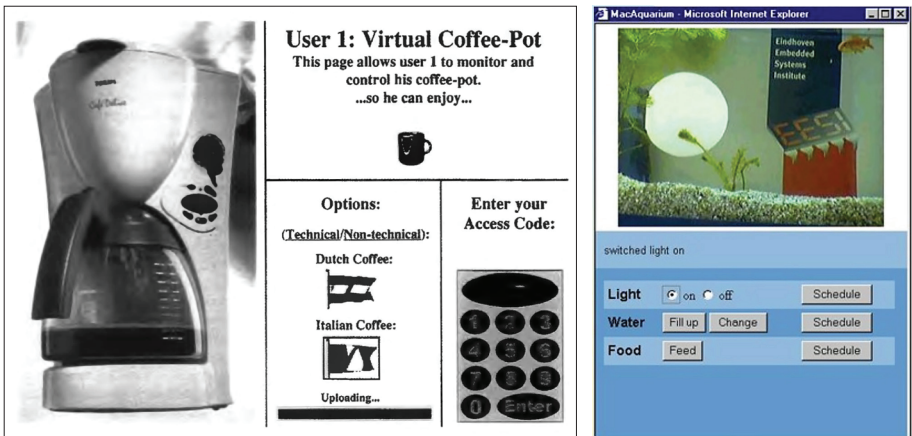 User 1: Virtual Coffee-Pot
This page allows user 1 to monitor and
control his coffee-pot.
...so he can enjoy...
Options:
(Technical/Non-technical):
Dutch Coffee:
Italian Coffee:
Uploading...
Enter your
Access Code:
1 2 3
4 5 6
7 8 9
0 Enter
MacAquarium - Microsoft Internet Explorer
Eindhoven
Embedded
Systems
Institute
EESI
switched light on
Light on off Schedule
Water Fill up Change Schedule
Food Feed Schedule